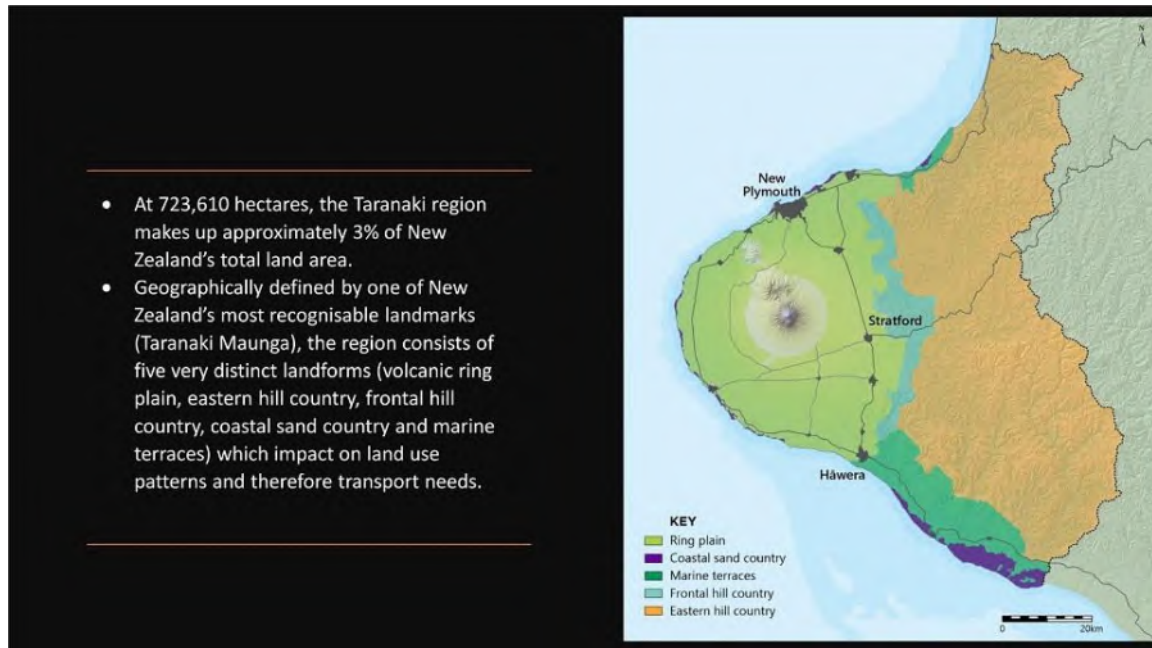 ● At 723,610 hectares, the Taranaki region
makes up approximately 3% of New
Zealand’s total land area.
● Geographically defined by one of New
Zealand’s most recognisable landmarks
(Taranaki Maunga), the region consists of
five very distinct landforms (volcanic ring
plain, eastern hill country, frontal hill
country, coastal sand country and marine
terraces) which impact on land use
patterns and therefore transport needs.
N
New
Plymouth
Stratford
Hāwera
KEY
Ring plain
Coastal sand country
Marine terraces
Frontal hill country
Eastern hill country
0 20km